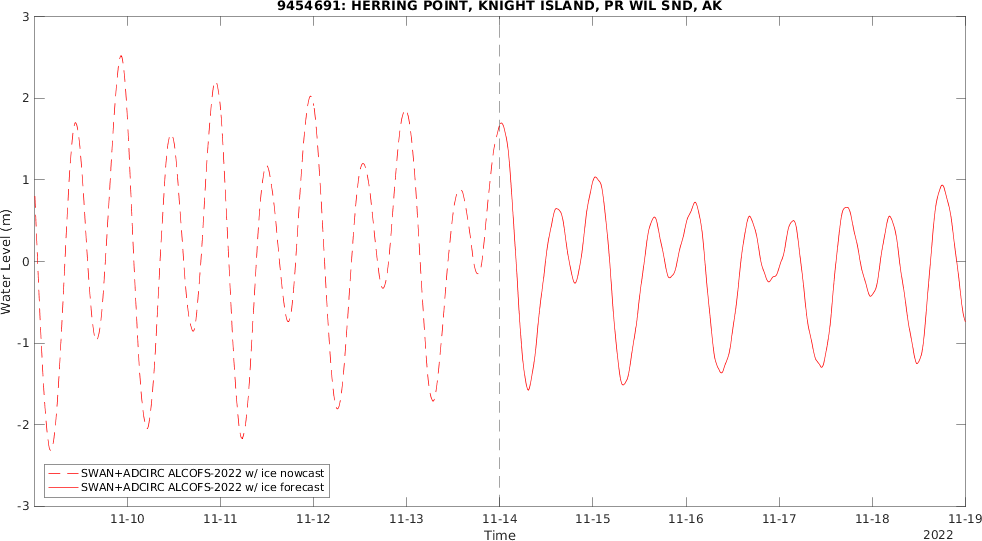 9454691: HERRING POINT, KNIGHT ISLAND, PR WIL SND, AK
3
2
1
0
-1
-2
-3
Water Level (m)
SWAN+ADCIRC ALCOFS-2022 w/ ice nowcast
SWAN+ADCIRC ALCOFS-2022 w/ ice forecast
11-10 11-11 11-12 11-13 11-14 11-15 11-16 11-17 11-18 11-19
Time
2022